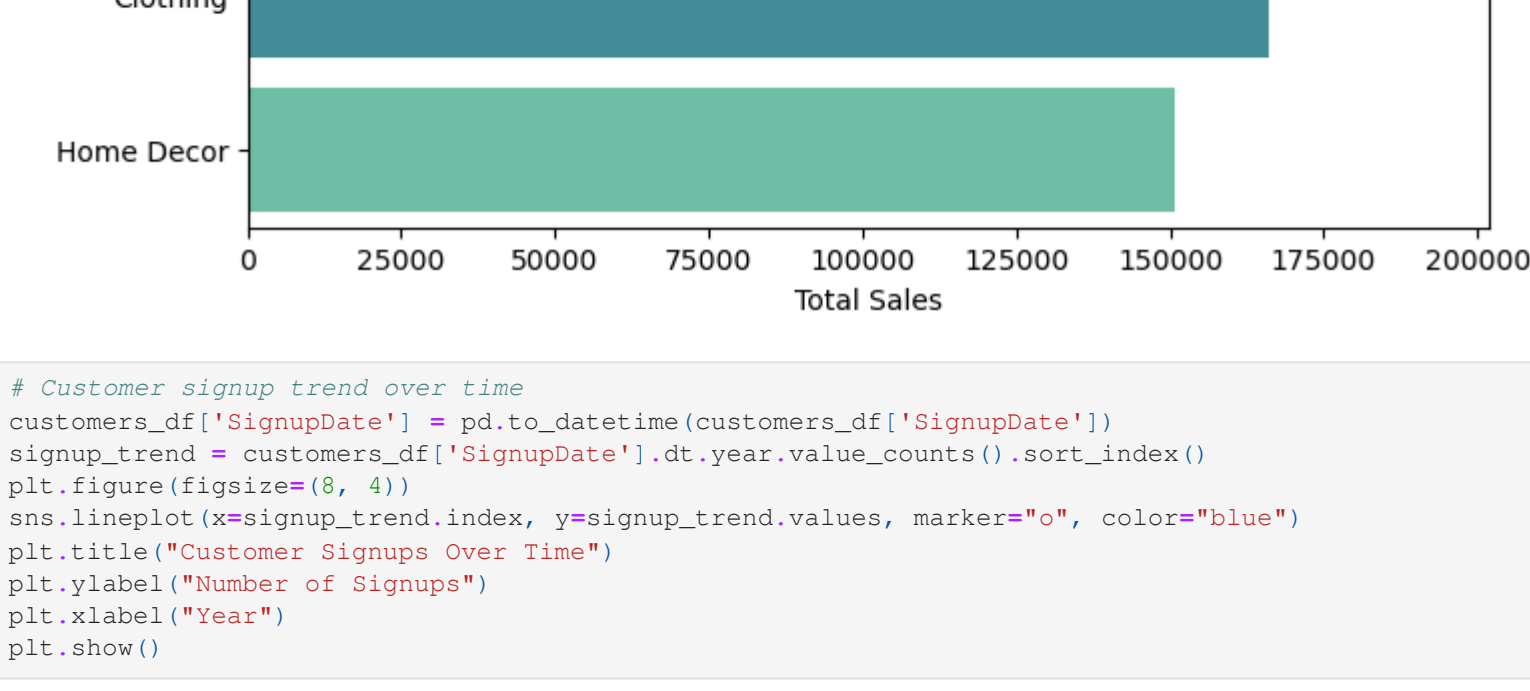 Clothing
Home Decor
0 25000 50000 75000 100000 125000 150000 175000 200000
Total Sales
# Customer signup trend over time
customers_df['SignupDate'] = pd.to_datetime(customers_df['SignupDate'])
signup_trend = customers_df['SignupDate'].dt.year.value_counts().sort_index()
plt.figure(figsize=(8, 4))
sns.lineplot(x=signup_trend.index, y=signup_trend.values, marker="o", color="blue")
plt.title("Customer Signups Over Time")
plt.ylabel("Number of Signups")
plt.xlabel("Year")
plt.show()